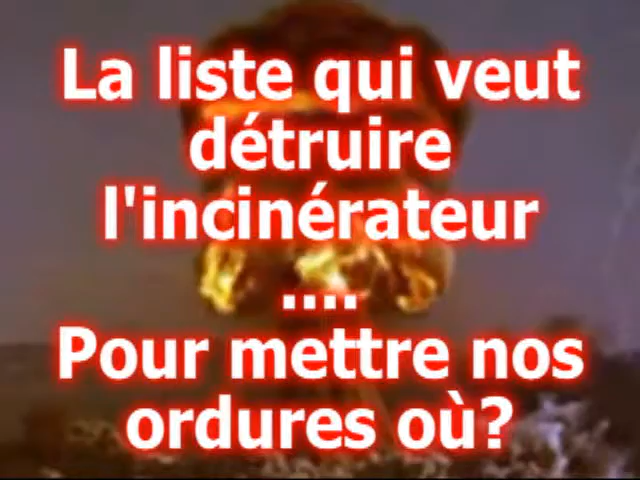 La liste qui veut
détruire
l'incinérateur
....
Pour mettre nos
ordures où?